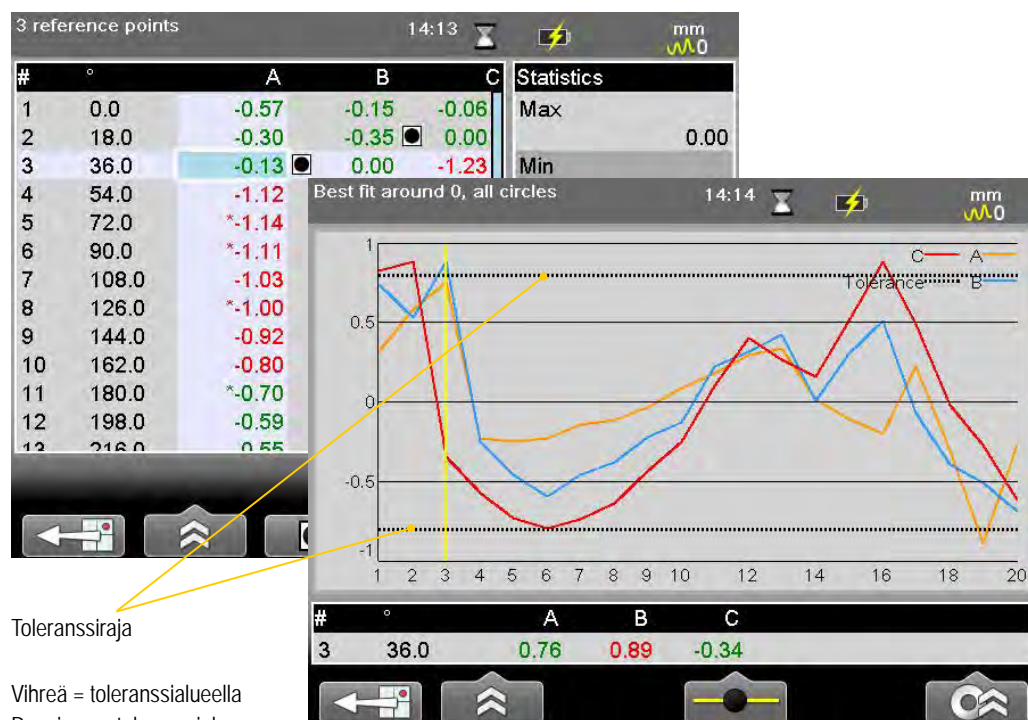 3 reference points 14:13 mm
0
# ° A B C Statistics
1 0.0 -0.57 -0.15 -0.06 Max
2 18.0 -0.30 -0.35 0.00 0.00
3 36.0 -0.13 0.00 -1.23 Min
4 54.0 -1.12
5 72.0 *-1.14
6 90.0 *-1.11
7 108.0 -1.03
8 126.0 *-1.00
9 144.0 -0.92
10 162.0 -0.80
11 180.0 *-0.70
12 198.0 -0.59
13 216.0
Best fit around 0, all circles 14:14 mm
0
C A
Tolerance B
1
0.5
0
-0.5
-1
1 2 3 4 5 6 7 8 9 10 12 14 16 18 20
# ° A B C
3 36.0 0.76 0.89 -0.34
Toleranssiraja
Vihreä = toleranssialueella